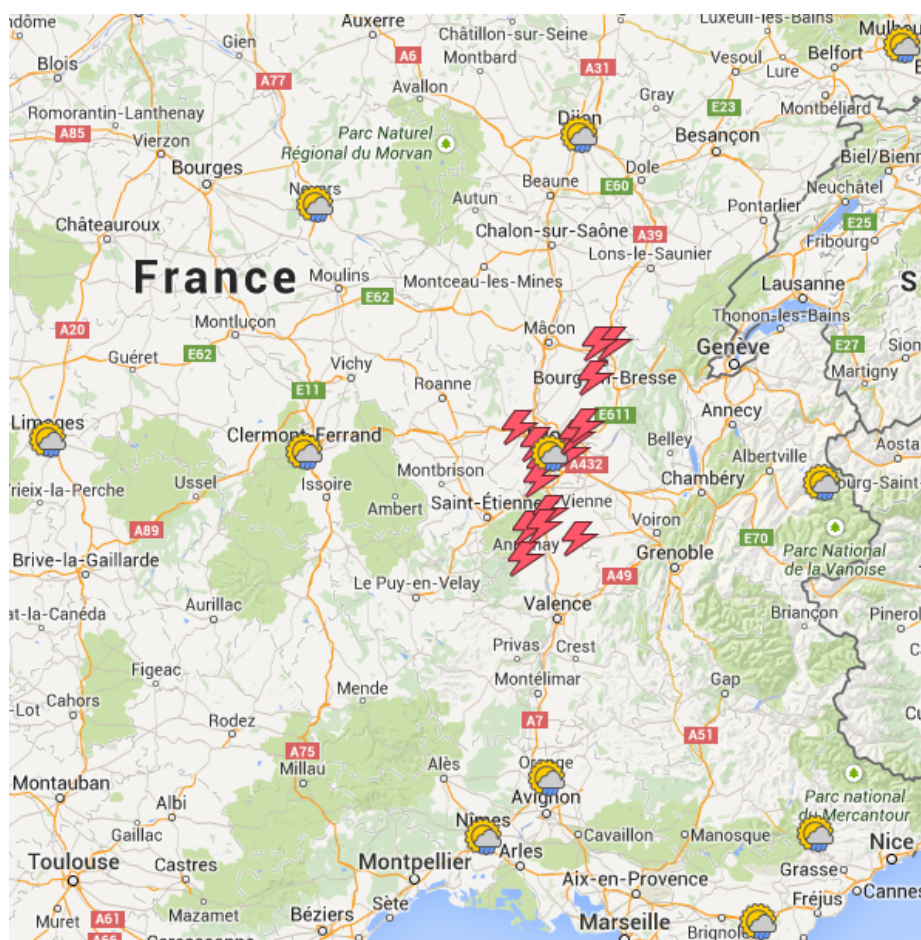 Auxerre
Châtillon-sur-Seine
Luxeuil-les-Bains
Gien
A6
Montbard
A31
Vesoul
Lure
Belfort
Blois
A77
Avallon
Gray
E23
Montbéliard
Romorantin-Lanthenay
A85
Vierzon
Parc Naturel
Régional du Morvan
Dijon
Besançon
Bourges
Dole
Biel/Bienn
Nevers
Beaune
E60
Neuchâtel
Autun
Pontarlier
E25
Châteauroux
Chalon-sur-Saône
A39
Fribourg
Lons-le-Saunier
France
Moulins
Montceau-les-Mines
Lausanne
E62
A20
Montluçon
Mâcon
Thonon-les-Bains
Guéret
E62
Vichy
Genève
E27
Sion
E11
Roanne
Martigny
Limoges
E611
Annecy
Clermont-Ferrand
Belley
Albertville
Aosta
A432
Ussel
Issoire
Montbrison
Chambéry
Ambert
Saint-Étienne
Vienne
Voiron
A89
E70
Parc National
de la Vanoise
Brive-la-Gaillarde
Grenoble
Le Puy-en-Velay
A49
Aurillac
Valence
Briançon
Privas
Crest
Figeac
Montélimar
Gap
Mende
Cahors
-Lot
Rodez
A7
A51
A75
Montauban
Millau
Alès
Orange
Parc national
du Mercantour
Albi
Avignon
Gaillac
Nîmes
Cavaillon
Manosque
Nice
Toulouse
Castres
Montpellier
Arles
Grasse
Aix-en-Provence
Cannes
Muret
A61
Mazamet
Béziers
Sète
Marseille
Fréjus